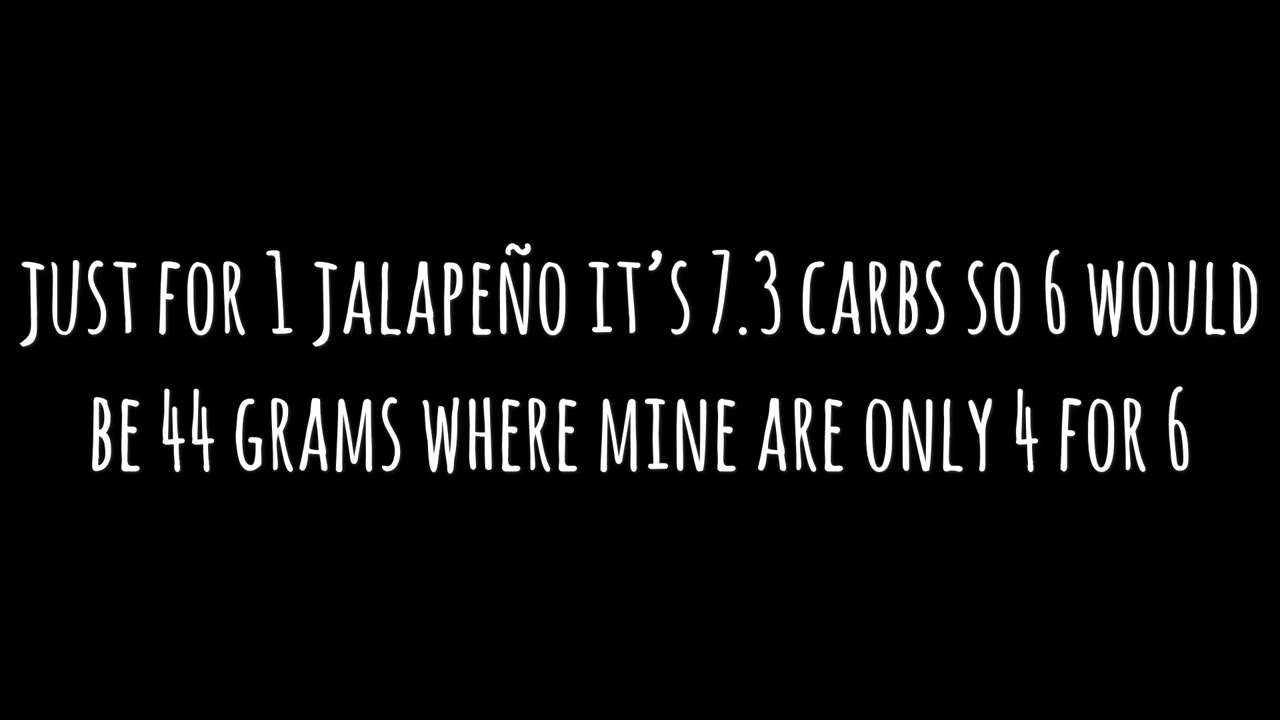 JUST FOR 1 JALAPEÑO IT'S 7.3 CARBS SO 6 WOULD
BE 44 GRAMS WHERE MINE ARE ONLY 4 FOR 6